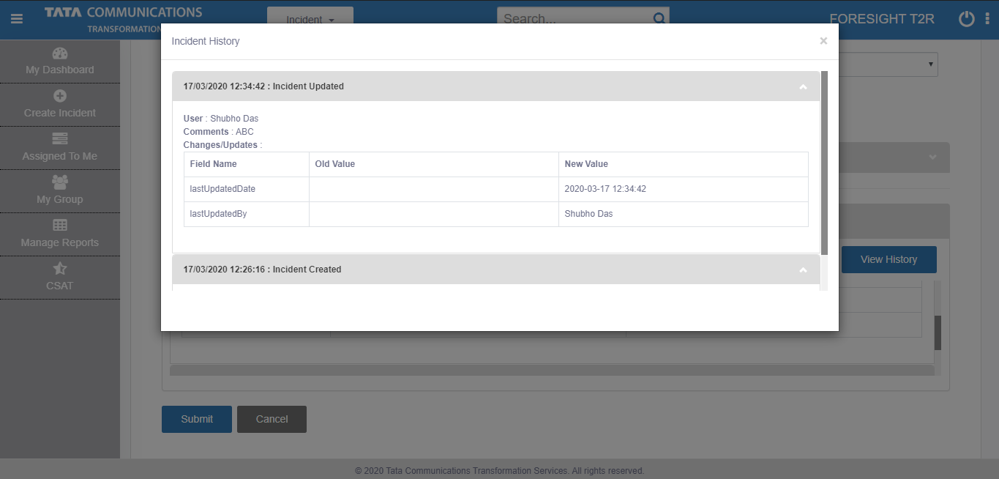 TATA COMMUNICATIONS
TRANSFORMATION
Incident
Search...
FORESIGHT T2R
My Dashboard
Create Incident
Assigned To Me
My Group
Manage Reports
CSAT
Incident History
×
17/03/2020 12:34:42 : Incident Updated
User : Shubho Das
Comments : ABC
Changes/Updates :
Field Name Old Value New Value
lastUpdatedDate 2020-03-17 12:34:42
lastUpdatedBy Shubho Das
17/03/2020 12:26:16 : Incident Created
View History
Submit Cancel
© 2020 Tata Communications Transformation Services. All rights reserved.